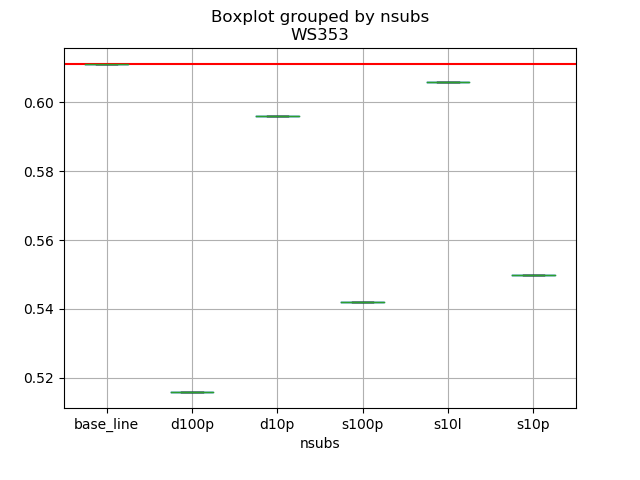 Boxplot grouped by nsubs
WS353
0.60
0.58
0.56
0.54
0.52
base_line d100p d10p s100p s10l s10p
nsubs